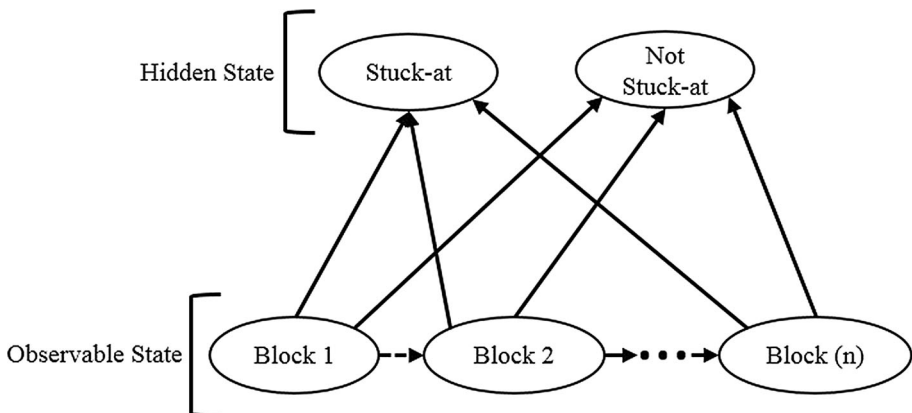 Hidden State
Stuck-at
Not
Stuck-at
Observable State
Block 1
Block 2
Block (n)